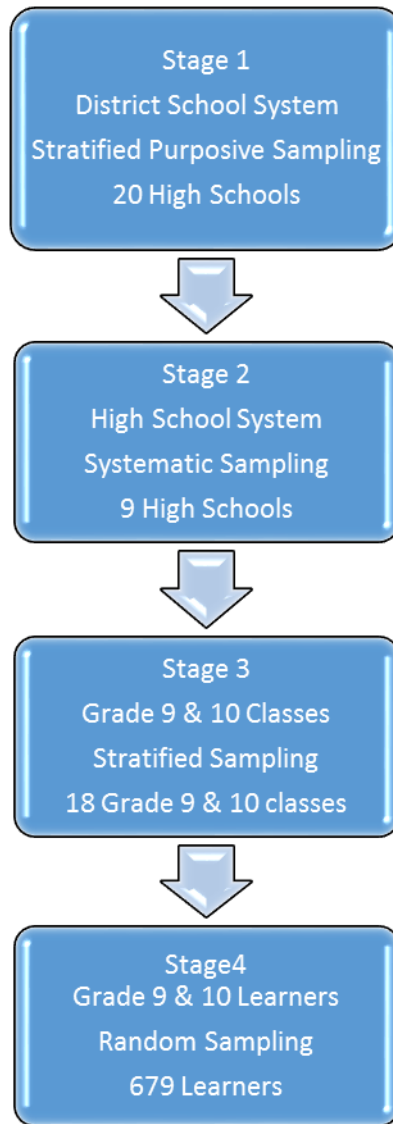 Stage 1
District School System
Stratified Purposive Sampling
20 High Schools
Stage 2
High School System
Systematic Sampling
9 High Schools
Stage 3
Grade 9 & 10 Classes
Stratified Sampling
18 Grade 9 & 10 classes
Stage4
Grade 9 & 10 Learners
Random Sampling
679 Learners